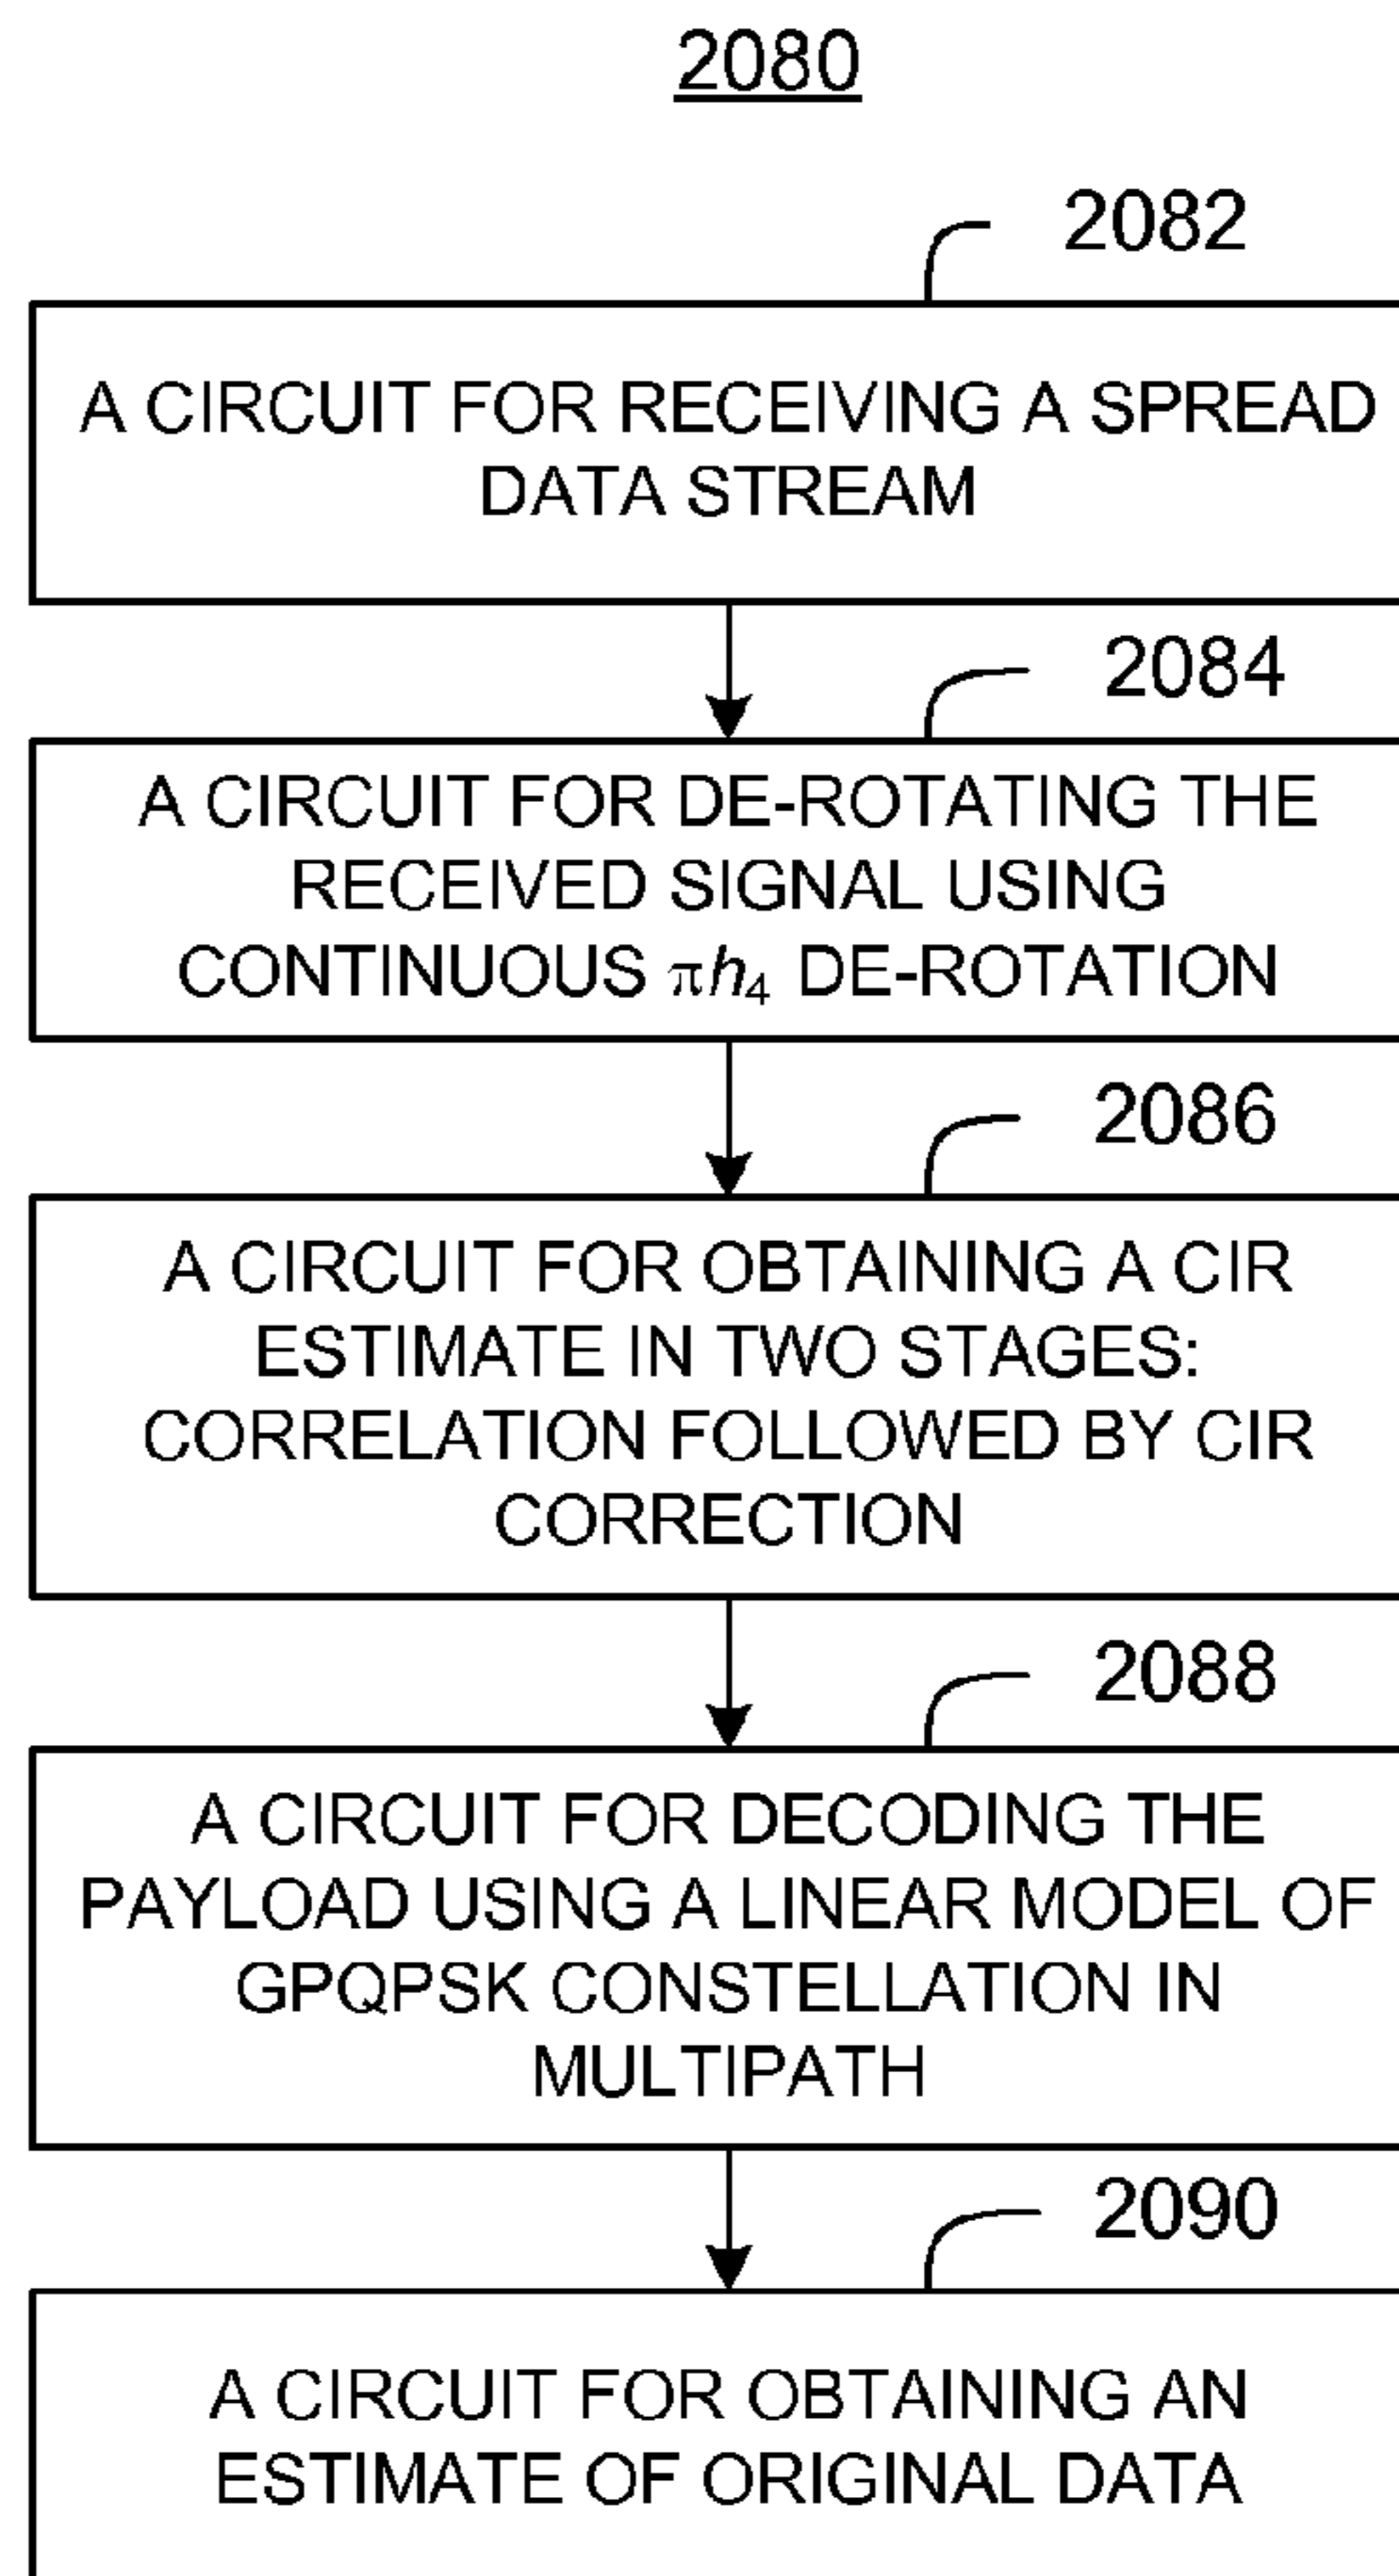 2080
2082
A CIRCUIT FOR RECEIVING A SPREAD
DATA STREAM
2084
A CIRCUIT FOR DE-ROTATING THE
RECEIVED SIGNAL USING
CONTINUOUS πh₄ DE-ROTATION
2086
A CIRCUIT FOR OBTAINING A CIR
ESTIMATE IN TWO STAGES:
CORRELATION FOLLOWED BY CIR
CORRECTION
2088
A CIRCUIT FOR DECODING THE
PAYLOAD USING A LINEAR MODEL OF
GPQPSK CONSTELLATION IN
MULTIPATH
2090
A CIRCUIT FOR OBTAINING AN
ESTIMATE OF ORIGINAL DATA